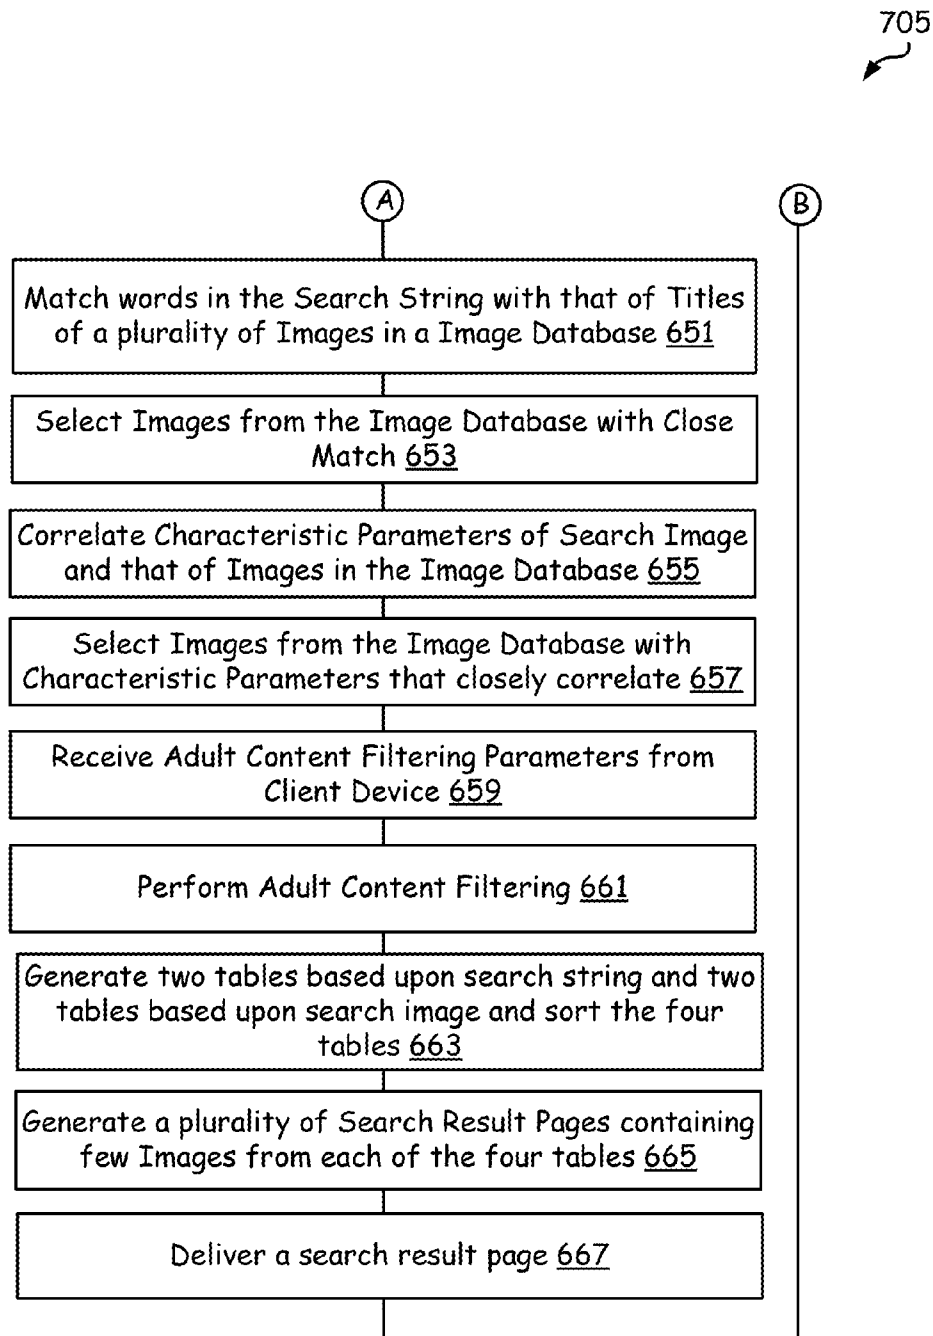 705
A
B
Match words in the Search String with that of Titles
of a plurality of Images in a Image Database 651
Select Images from the Image Database with Close
Match 653
Correlate Characteristic Parameters of Search Image
and that of Images in the Image Database 655
Select Images from the Image Database with
Characteristic Parameters that closely correlate 657
Receive Adult Content Filtering Parameters from
Client Device 659
Perform Adult Content Filtering 661
Generate two tables based upon search string and two
tables based upon search image and sort the four
tables 663
Generate a plurality of Search Result Pages containing
few Images from each of the four tables 665
Deliver a search result page 667